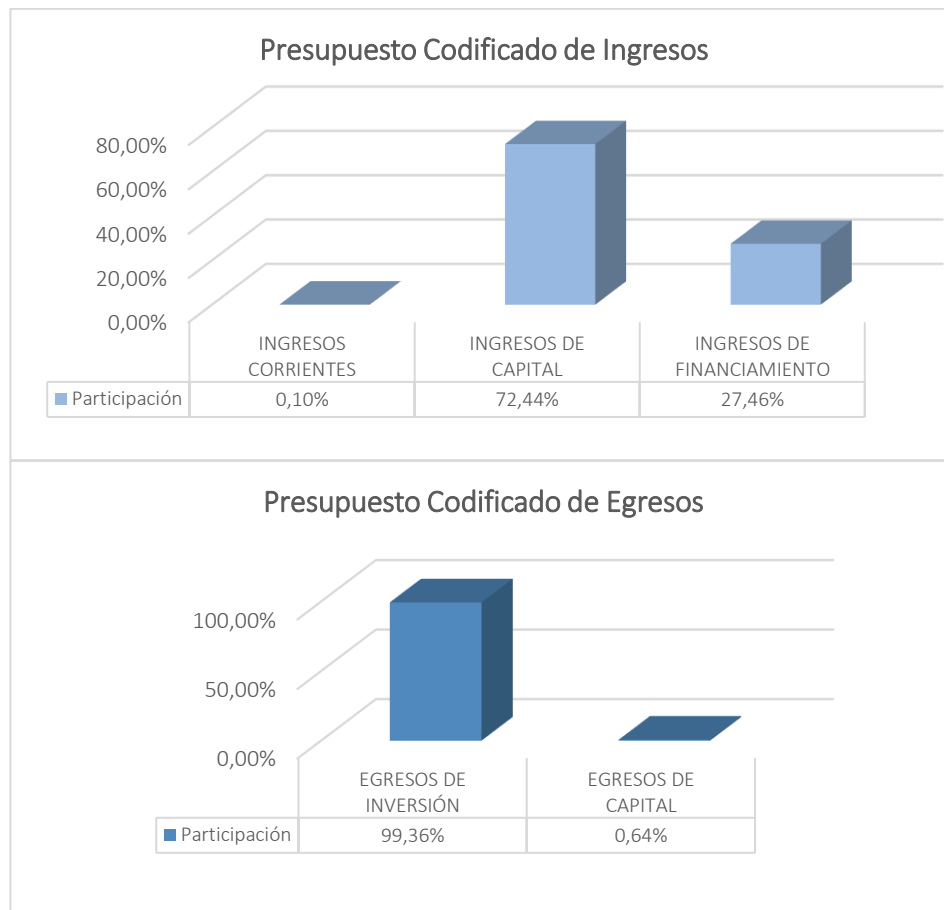 Presupuesto Codificado de Ingresos
80,00%
60,00%
40,00%
20,00%
0,00%
INGRESOS CORRIENTES
INGRESOS DE CAPITAL
INGRESOS DE FINANCIAMIENTO
Participación 0,10% 72,44% 27,46%
Presupuesto Codificado de Egresos
100,00%
50,00%
0,00%
EGRESOS DE INVERSIÓN
EGRESOS DE CAPITAL
Participación 99,36% 0,64%